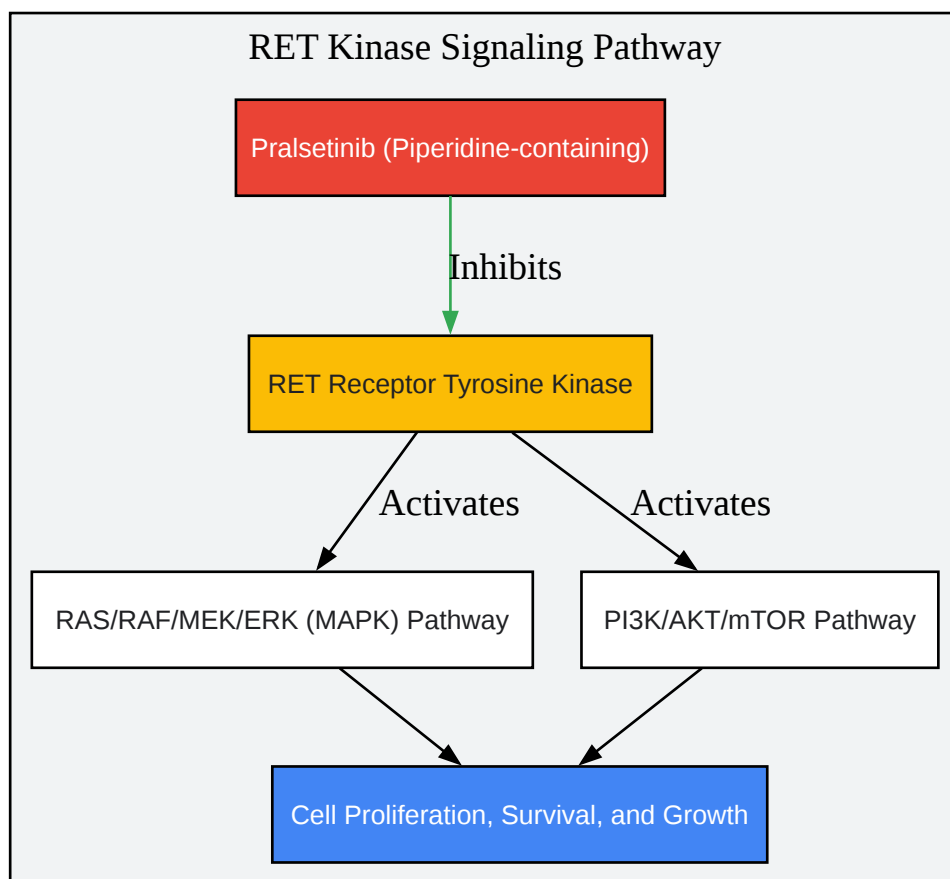 RET Kinase Signaling Pathway
Pralsetinib (Piperidine-containing)
Inhibits
RET Receptor Tyrosine Kinase
Activates
Activates
RAS/RAF/MEK/ERK (MAPK) Pathway
PI3K/AKT/mTOR Pathway
Cell Proliferation, Survival, and Growth